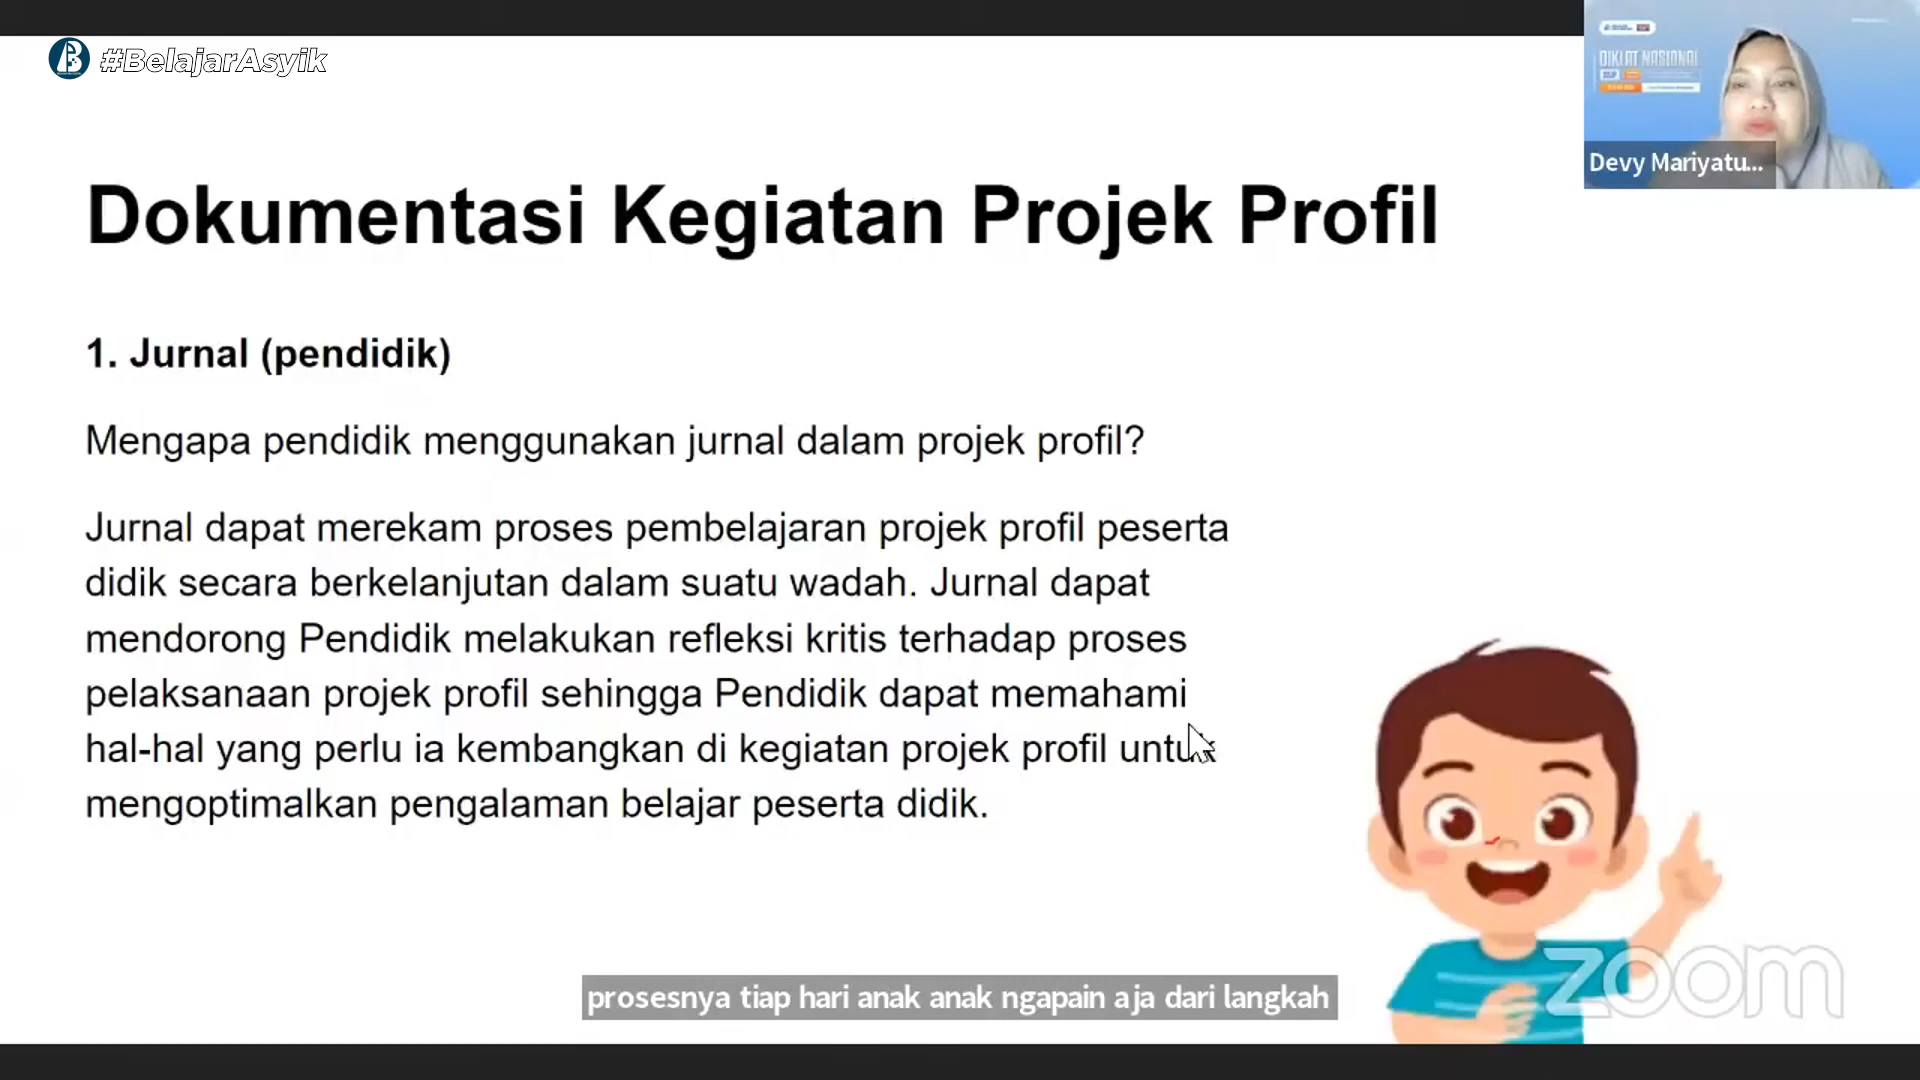 #BelajarAsyik
DIKLAT NASIONAL
Devy Mariyatu...
Dokumentasi Kegiatan Projek Profil
1. Jurnal (pendidik)
Mengapa pendidik menggunakan jurnal dalam projek profil?
Jurnal dapat merekam proses pembelajaran projek profil peserta
didik secara berkelanjutan dalam suatu wadah. Jurnal dapat
mendorong Pendidik melakukan refleksi kritis terhadap proses
pelaksanaan projek profil sehingga Pendidik dapat memahami
hal-hal yang perlu ia kembangkan di kegiatan projek profil untuk
mengoptimalkan pengalaman belajar peserta didik.
prosesnya tiap hari anak anak ngapain aja dari langkah
zoom